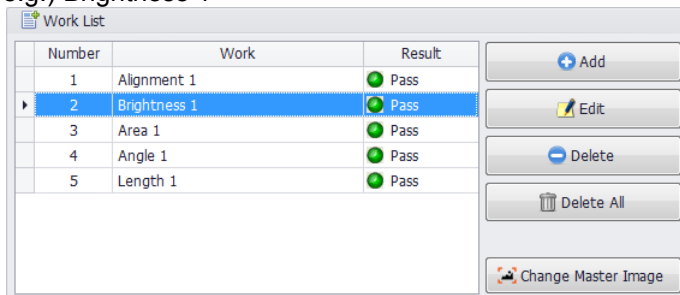 Work List
Number Work Result
1 Alignment 1 Pass
2 Brightness 1 Pass
3 Area 1 Pass
4 Angle 1 Pass
5 Length 1 Pass
Add
Edit
Delete
Delete All
Change Master Image